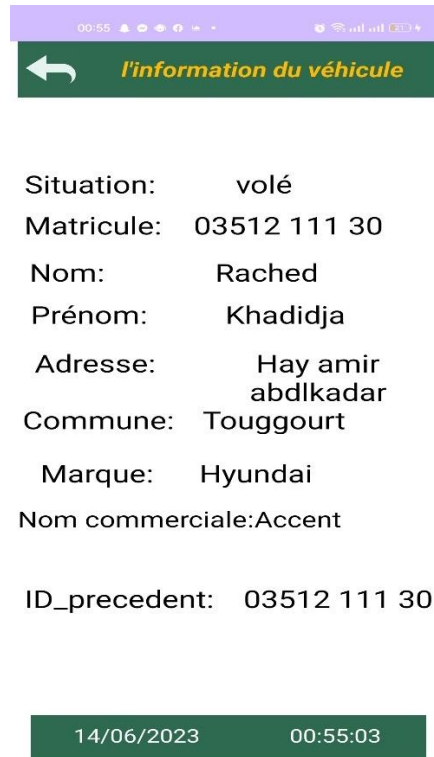 00:55
l'information du véhicule
Situation: volé
Matricule: 03512 111 30
Nom: Rached
Prénom: Khadidja
Adresse: Hay amir
abdlkadar
Commune: Touggourt
Marque: Hyundai
Nom commerciale:Accent
ID_precedent: 03512 111 30
14/06/2023 00:55:03